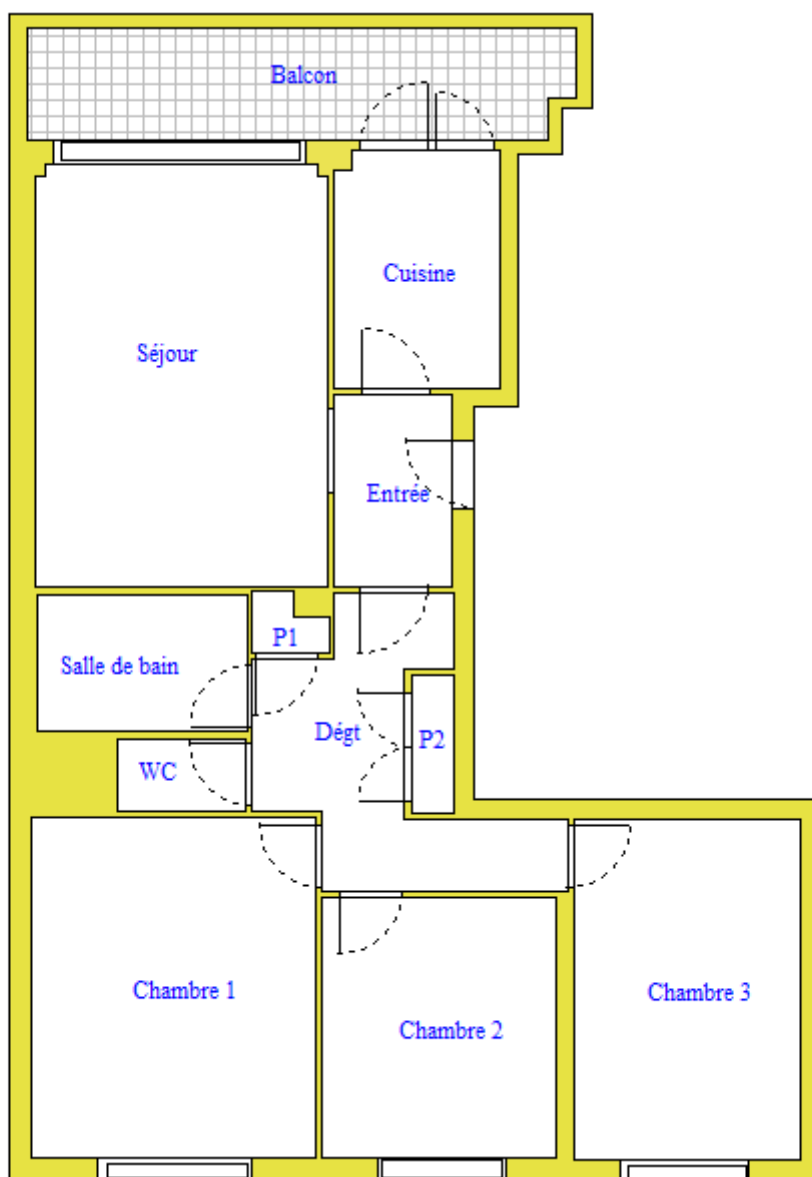 Balcon
Cuisine
Séjour
Entrée
P1
Salle de bain
Dégt
P2
WC
Chambre 1
Chambre 2
Chambre 3